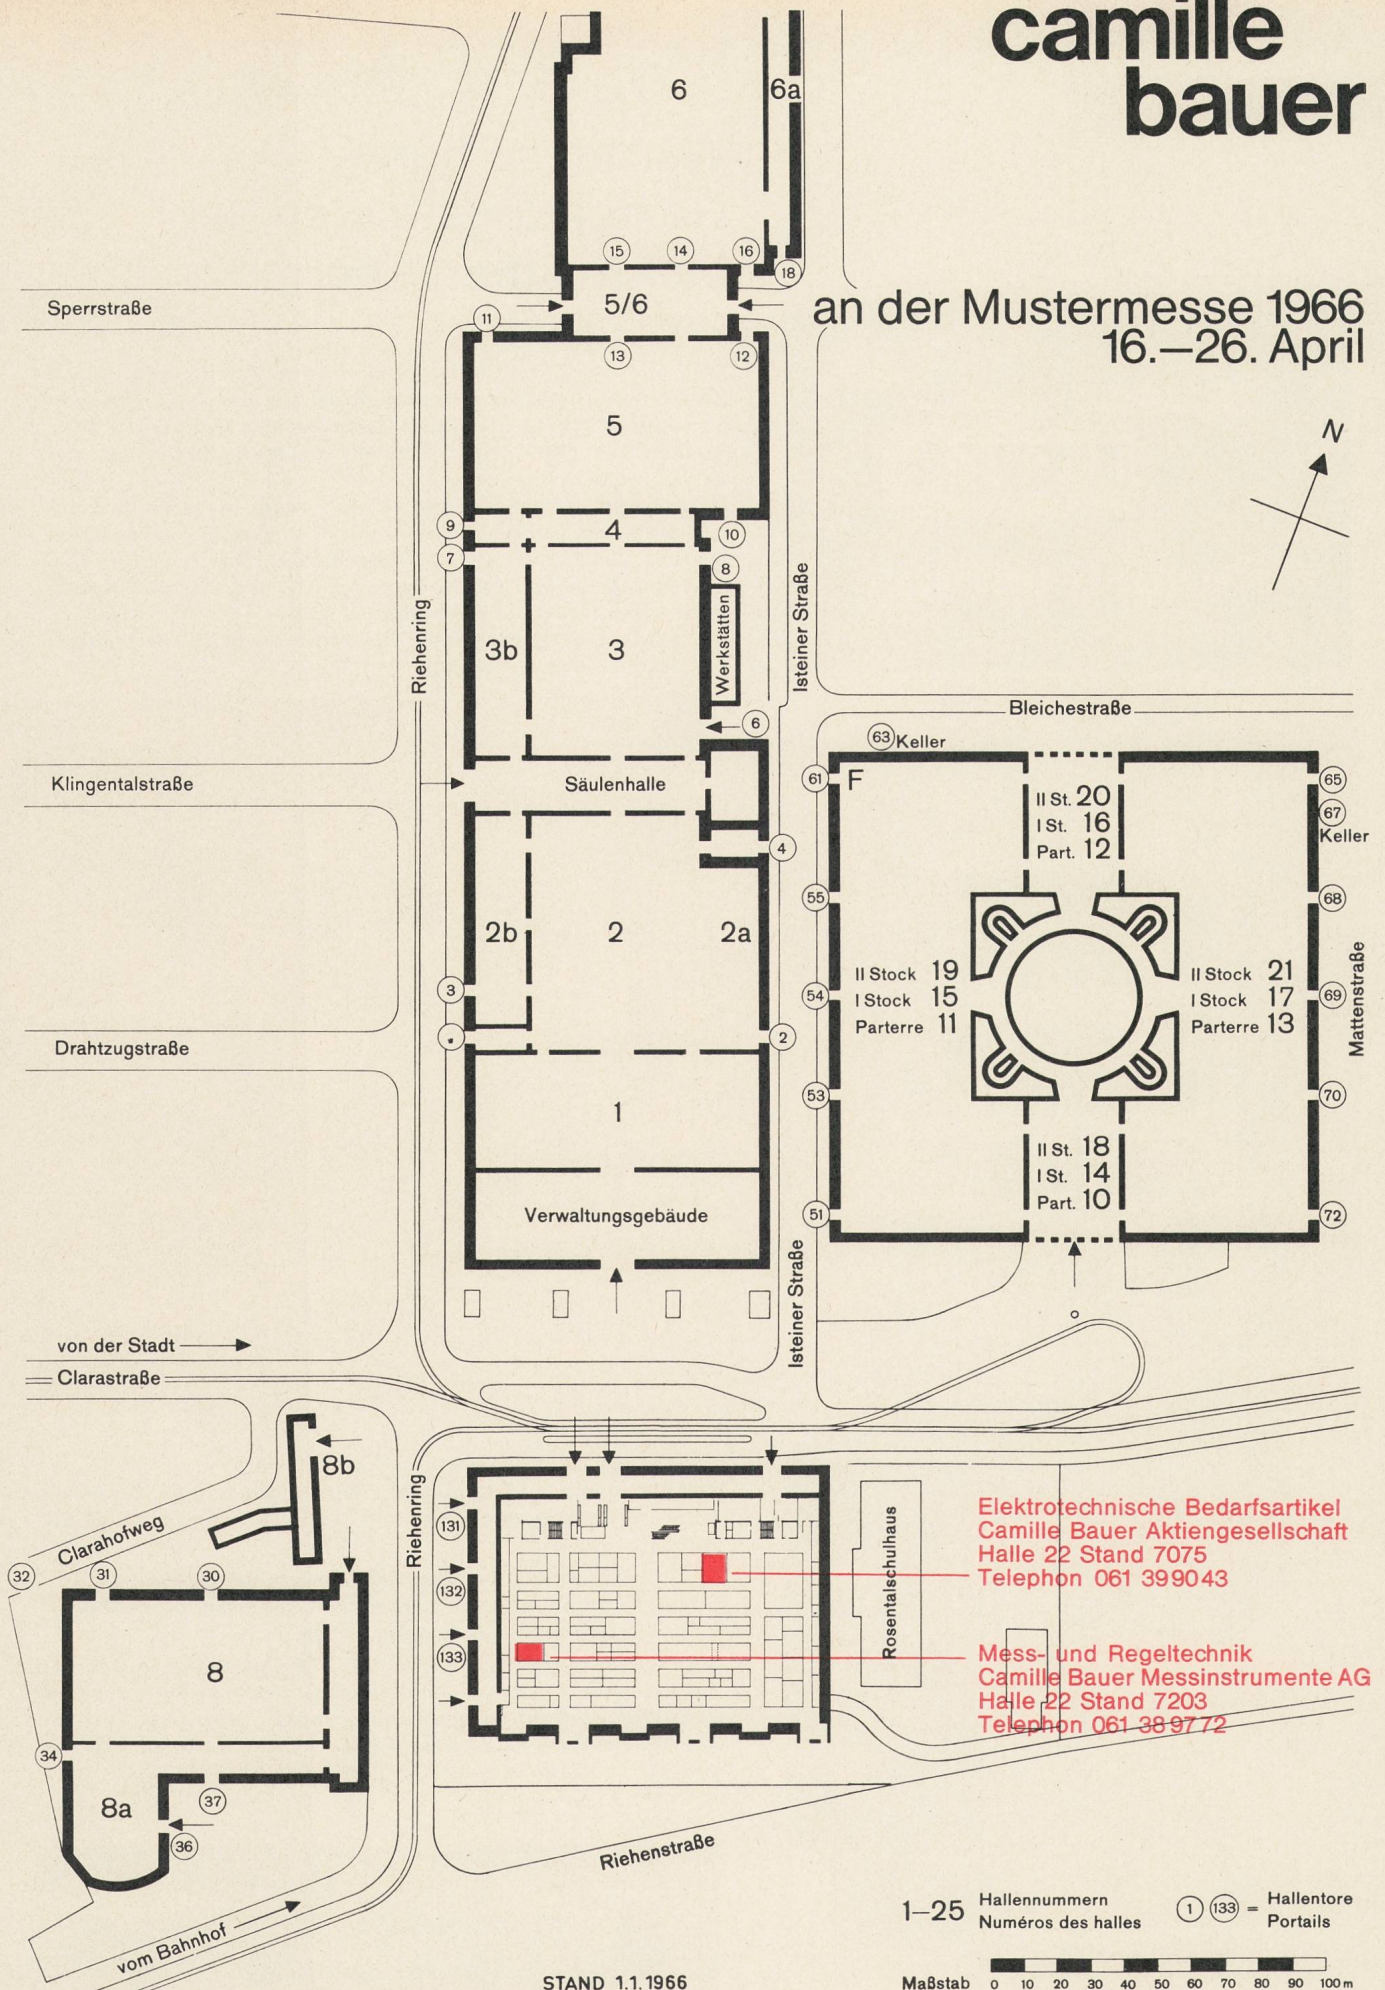 camille
bauer
an der Mustermesse 1966
16.–26. April
N
6
6a
15
14
16
18
5/6
Sperrstraße
11
13
12
5
9
4
10
7
8
Riehenring
3b
3
Werkstätten
Isteiner Straße
6
Bleichestraße
63 Keller
Klingentalstraße
Säulenhalle
61
F
65
67
Keller
II St. 20
I St. 16
Part. 12
4
55
68
2b
2
2a
II Stock 19
I Stock 15
Parterre 11
II Stock 21
I Stock 17
Parterre 13
3
54
69
Mattenstraße
Drahtzugstraße
2
53
70
1
II St. 18
I St. 14
Part. 10
Verwaltungsgebäude
51
72
Isteiner Straße
von der Stadt
Clarastraße
8b
Riehenring
Clarahofweg
131
132
133
Rosentalschulhaus
Elektrotechnische Bedarfsartikel
Camille Bauer Aktiengesellschaft
Halle 22 Stand 7075
Telephon 061 399043
Mess- und Regeltechnik
Camille Bauer Messinstrumente AG
Halle 22 Stand 7203
Telephon 061 389772
32
31
30
8
34
8a
37
36
Riehenstraße
vom Bahnhof
1–25 Hallennummern
Numéros des halles
1 133 = Hallentore
Portails
STAND 1.1.1966
Maßstab 0 10 20 30 40 50 60 70 80 90 100 m